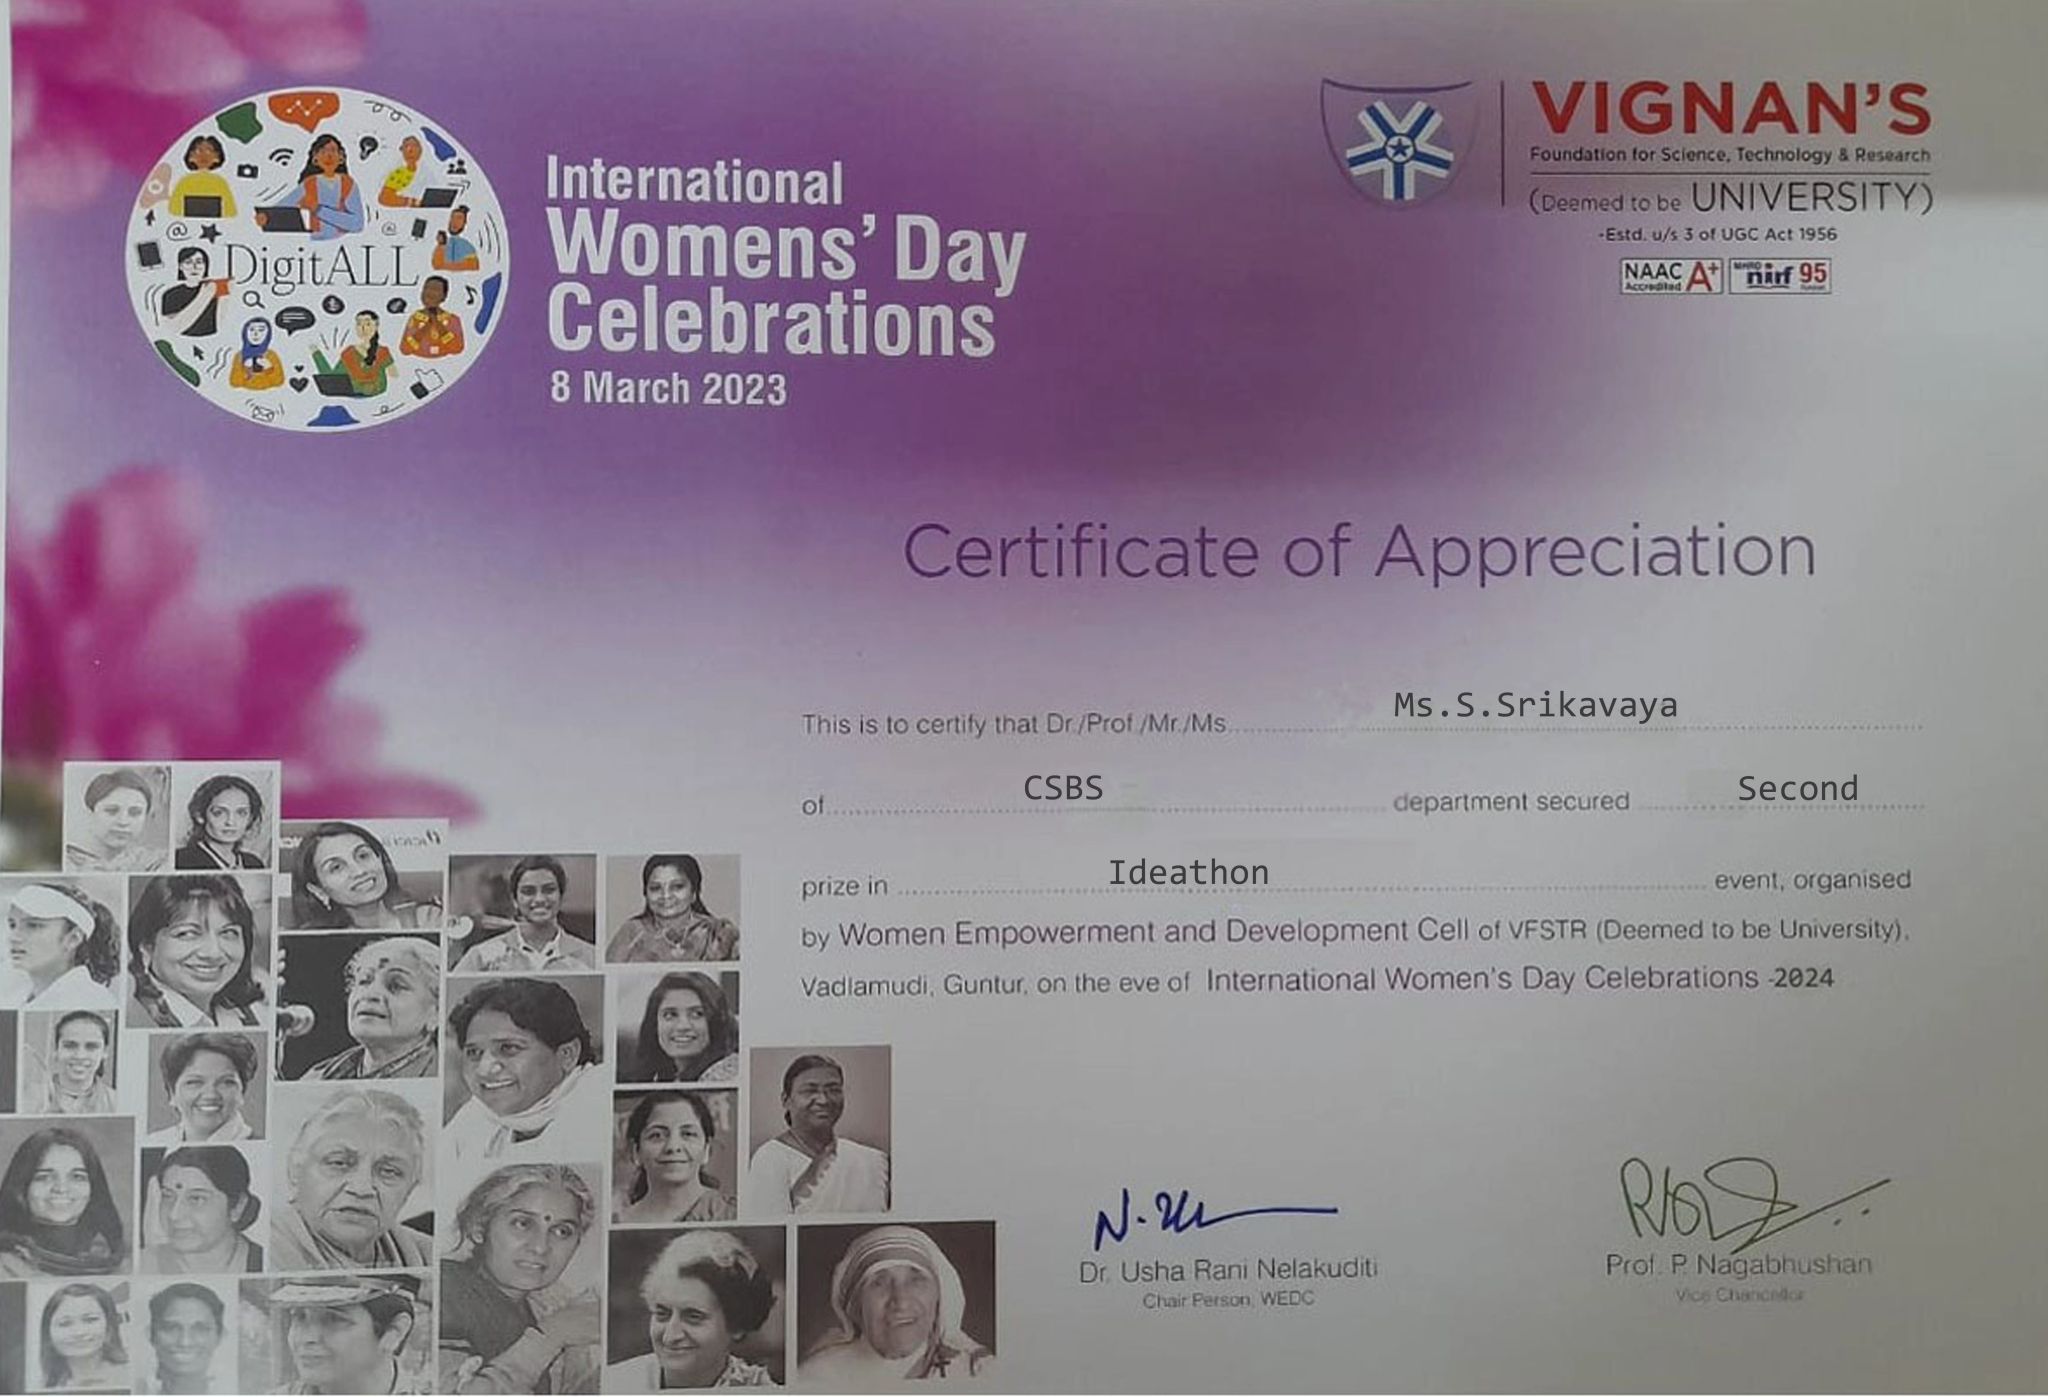 DigitALL
International
Womens' Day
Celebrations
8 March 2023
VIGNAN'S
Foundation for Science, Technology & Research
(Deemed to be UNIVERSITY)
-Estd. u/s 3 of UGC Act 1956
NAAC Accredited A+ MHRD nirf 95
Certificate of Appreciation
This is to certify that Dr./Prof./Mr./Ms. Ms.S.Srikavaya
of CSBS department secured Second
prize in Ideathon event, organised
by Women Empowerment and Development Cell of VFSTR (Deemed to be University),
Vadlamudi, Guntur, on the eve of International Women's Day Celebrations -2024
Dr. Usha Rani Nelakuditi
Chair Person, WEDC
Prof. P. Nagabhushan
Vice Chancellor